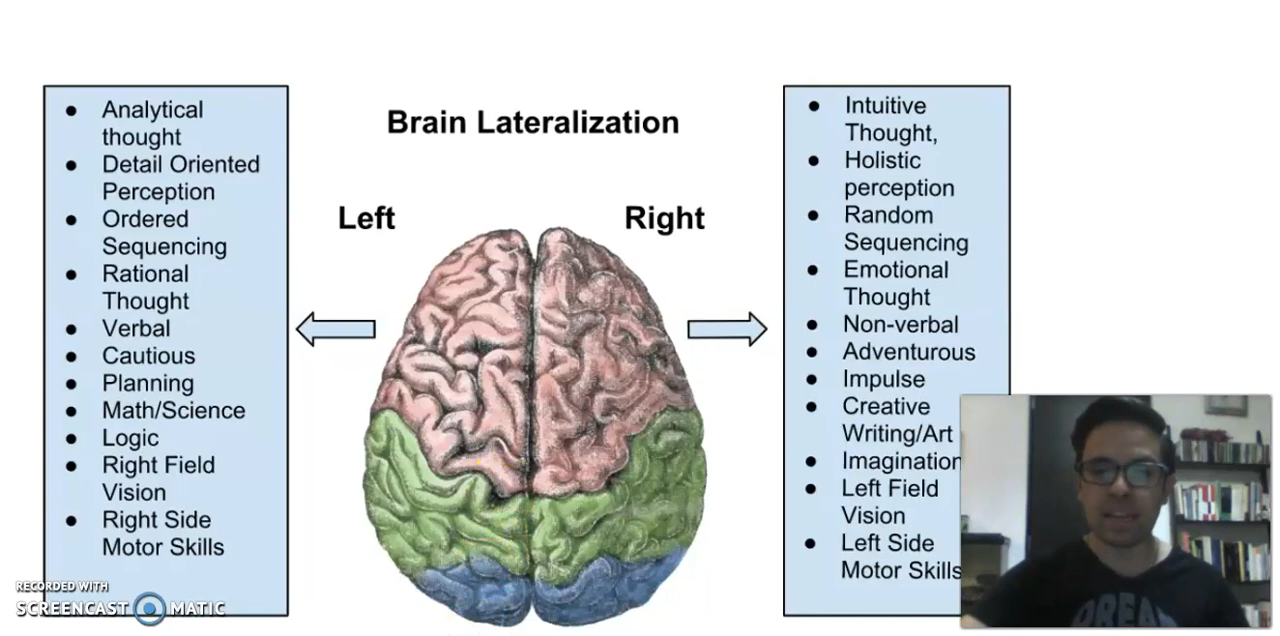 Brain Lateralization
Left
Right
● Analytical
thought
● Detail Oriented
Perception
● Ordered
Sequencing
● Rational
Thought
● Verbal
● Cautious
● Planning
● Math/Science
● Logic
● Right Field
Vision
● Right Side
Motor Skills
● Intuitive
Thought,
● Holistic
perception
● Random
Sequencing
● Emotional
Thought
● Non-verbal
● Adventurous
● Impulse
● Creative
Writing/Art
● Imagination
● Left Field
Vision
● Left Side
Motor Skills
RECORDED WITH
SCREENCAST MATIC